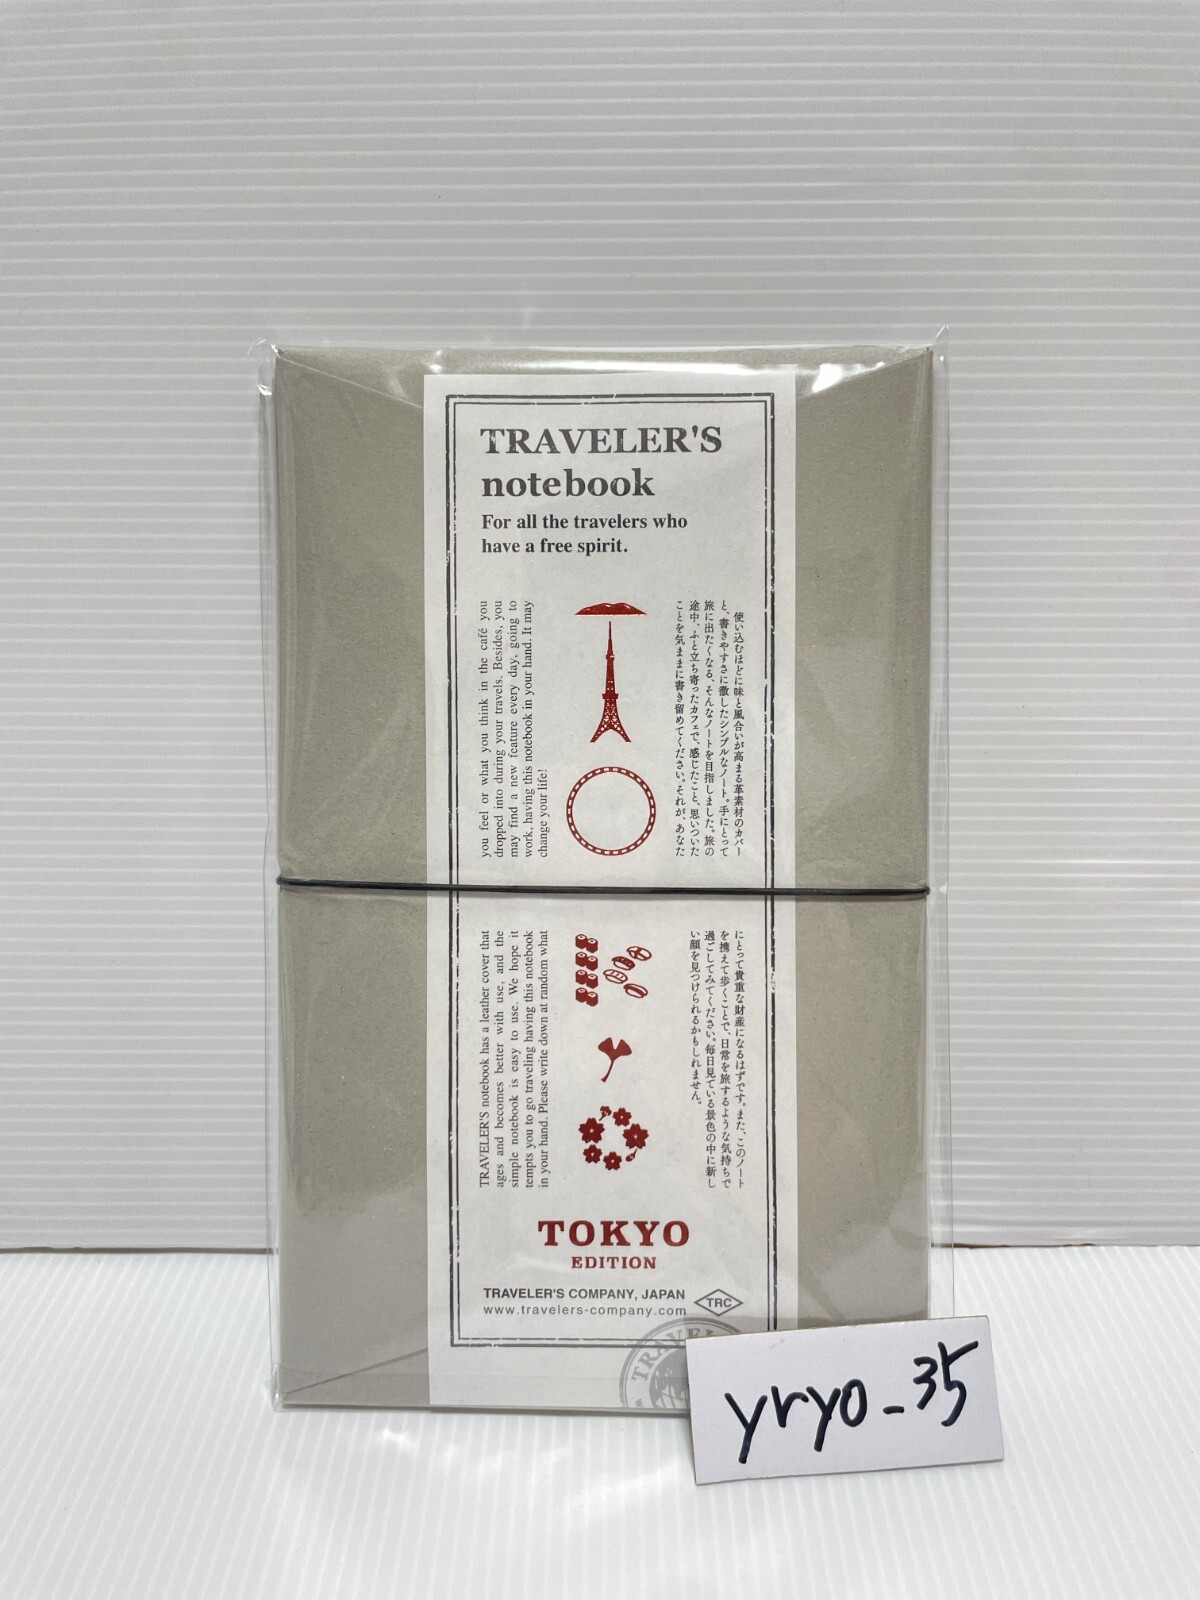 TRAVELER'S
notebook
For all the travelers who
have a free spirit.
you feel or what you think in the café you
dropped into during your travels. Besides, you
may find a new feature every day, going to
work, having this notebook in your hand. It may
change your life!
使い込むほどに味と風合いが高まる革素材のカバー
と、書きやすさに徹したシンプルなノート。手にとって
旅に出たくなる、そんなノートを目指しました。旅の
途中、ふと立ち寄ったカフェで、感じたこと、思いついた
ことを気ままに書き留めてください。それが、あなた
TRAVELER'S notebook has a leather cover that
ages and becomes better with use, and the
simple notebook is easy to use. We hope it
tempts you to go traveling having this notebook
in your hand. Please write down at random what
にとって貴重な財産になるはずです。また、このノート
を携えて歩くことで、日常を旅するような気持ちで
過ごしてみてください。毎日見ている景色の中に新し
い顔を見つけられるかもしれません。
TOKYO
EDITION
TRAVELER'S COMPANY, JAPAN
www.travelers-company.com
TRC
yryo_35